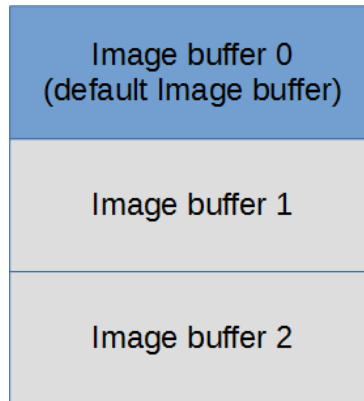 Image buffer 0
(default Image buffer)
Image buffer 1
Image buffer 2